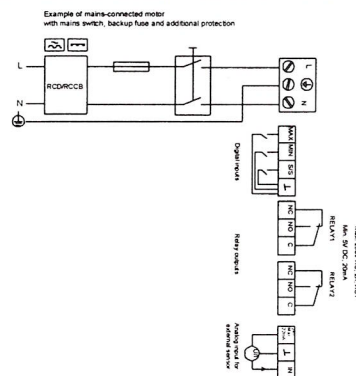 Example of mains-connected motor
with mains switch, backup fuse and additional protection
L
RCD/RCCB
N
L
N
MAX
MIN
S/S
Digital inputs
NC
NO
C
RELAY1
Min. 5V DC, 20mA
Relay outputs
NC
NO
C
RELAY2
Analog input for
external sensor
IN